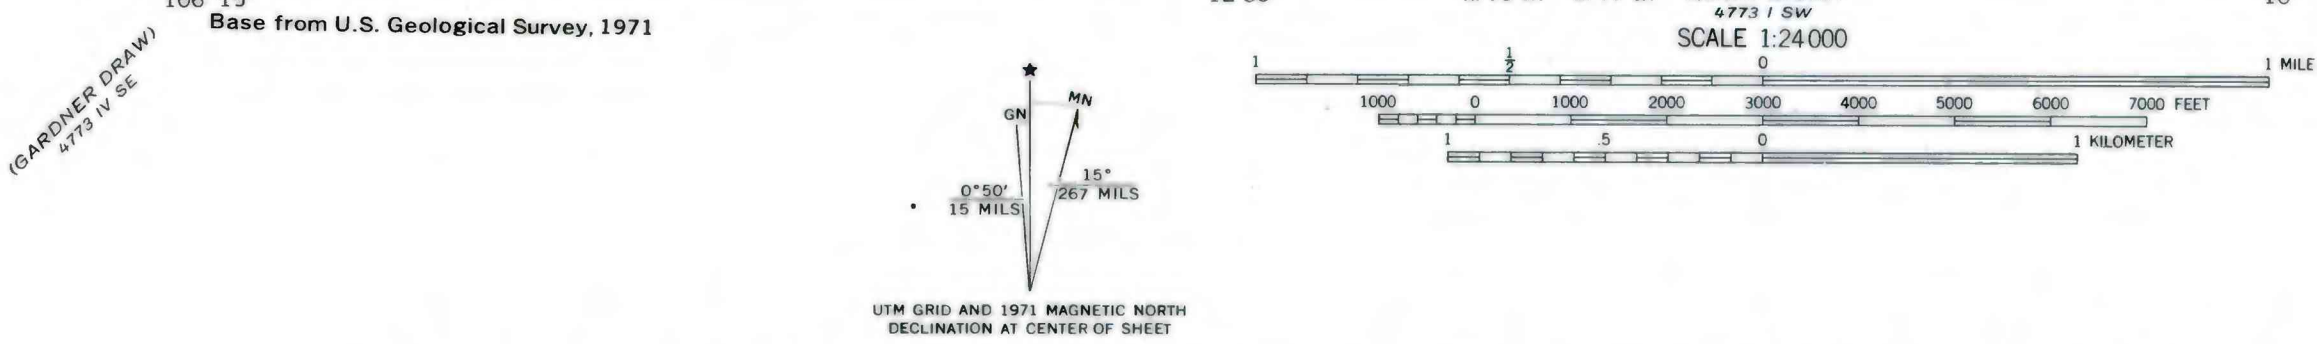 106° 15'
Base from U.S. Geological Survey, 1971
(GARDNER DRAW)
4773 IV SE
4773 I SW
SCALE 1:24000
1 1/2 0 1 MILE
1000 0 1000 2000 3000 4000 5000 6000 7000 FEET
1 .5 0 1 KILOMETER
★
GN MN
0°50'
15 MILS
15°
267 MILS
UTM GRID AND 1971 MAGNETIC NORTH
DECLINATION AT CENTER OF SHEET